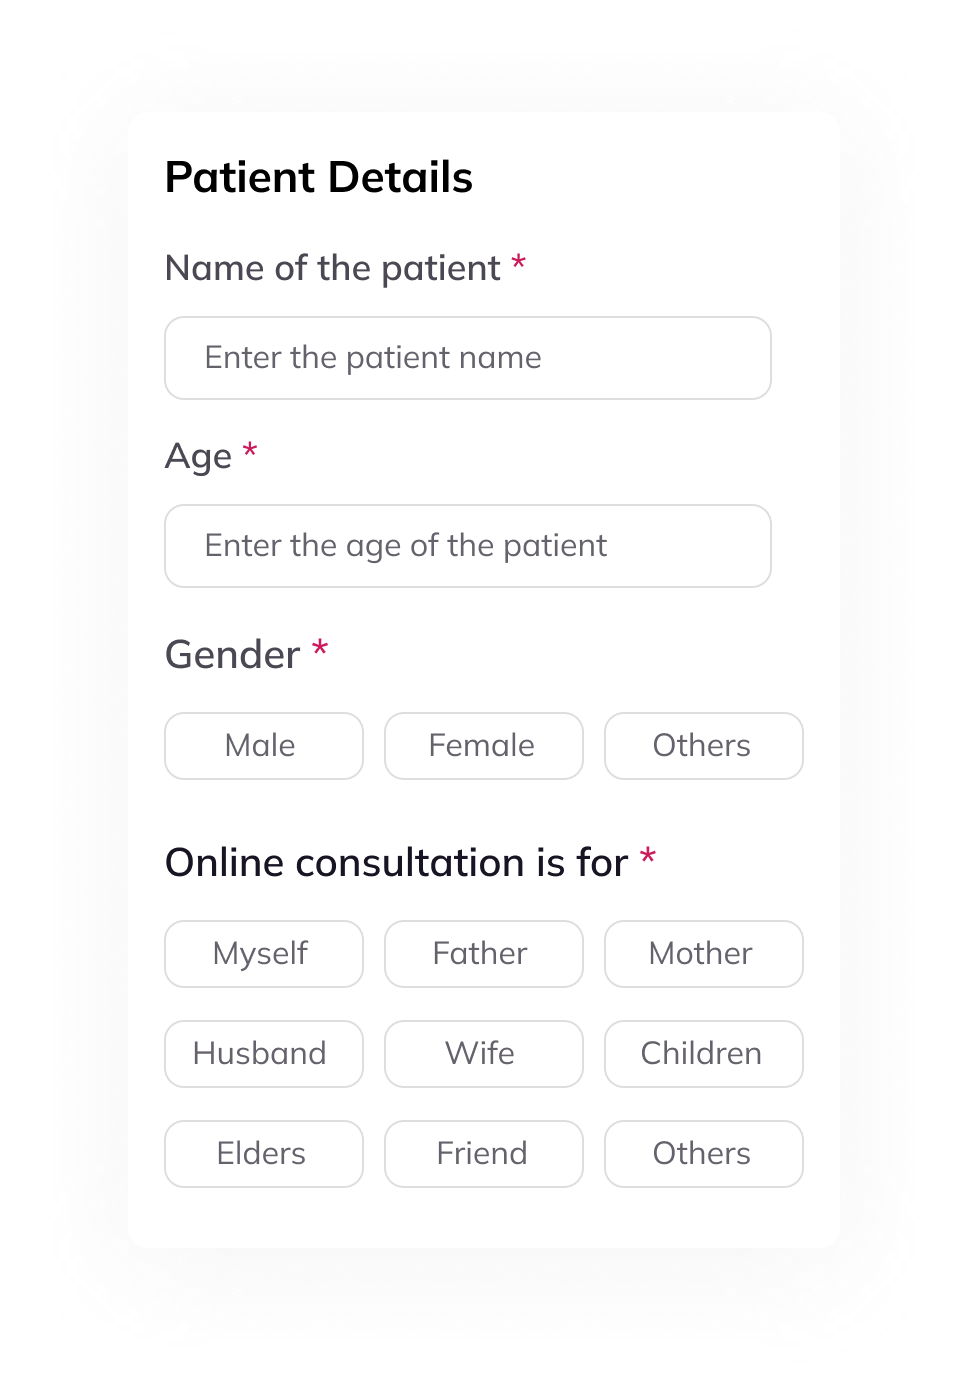 Patient Details
Name of the patient *
Enter the patient name
Age *
Enter the age of the patient
Gender *
Male Female Others
Online consultation is for *
Myself Father Mother
Husband Wife Children
Elders Friend Others